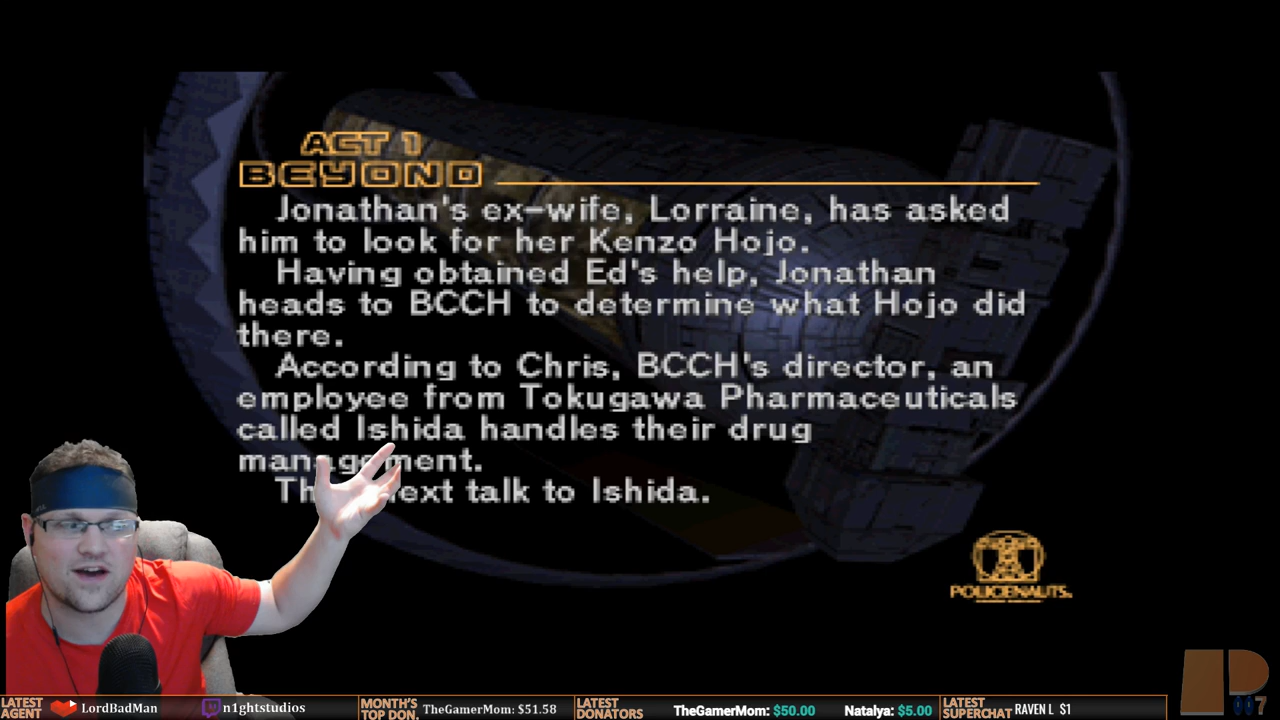 ACT 1
BEYOND
Jonathan's ex-wife, Lorraine, has asked
him to look for her Kenzo Hojo.
Having obtained Ed's help, Jonathan
heads to BCCH to determine what Hojo did
there.
According to Chris, BCCH's director, an
employee from Tokugawa Pharmaceuticals
called Ishida handles their drug
management.
talk to Ishida.
POLICENAUTS
LATEST AGENT
LordBadMan
n1ghtstudios
MONTH'S TOP DON.
TheGamerMom: $51.58
LATEST DONATORS
TheGamerMom: $50.00
Natalya: $5.00
LATEST SUPERCHAT
RAVEN L $1